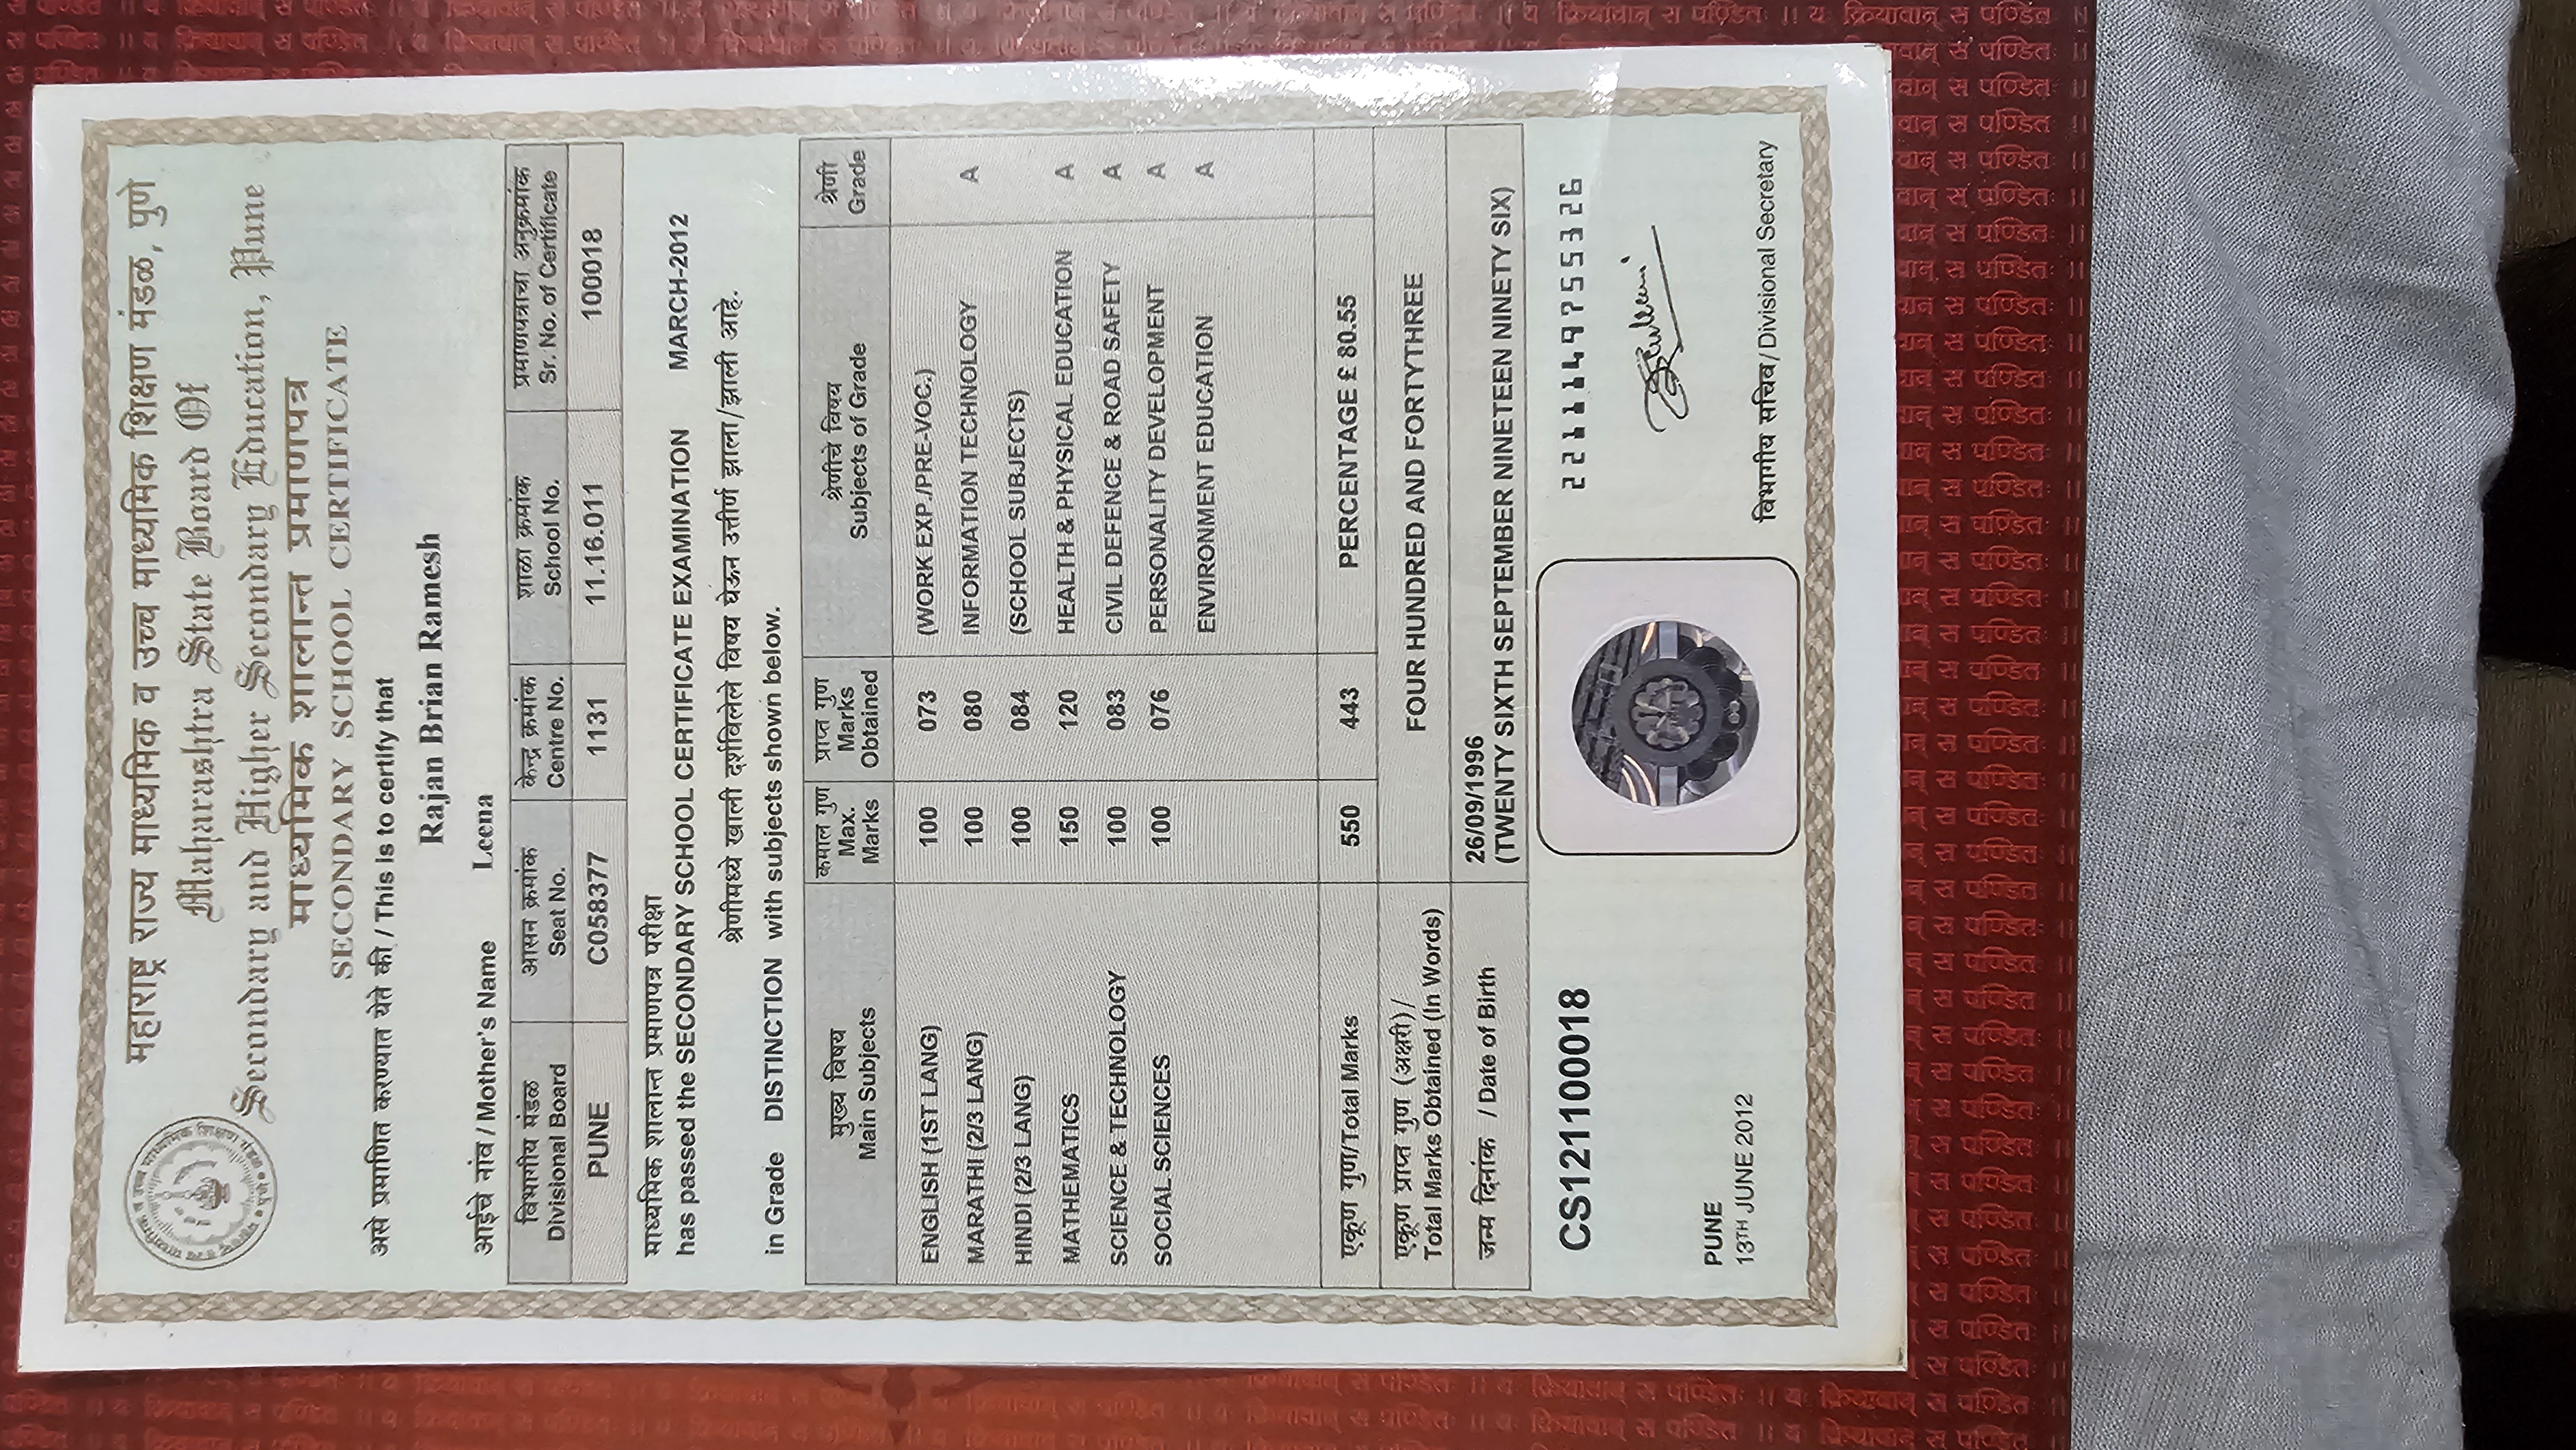 महाराष्ट्र राज्य माध्यमिक व उच्च माध्यमिक शिक्षण मंडळ, पुणे
Maharashtra State Board Of
Secondary and Higher Secondary Education, Pune
माध्यमिक शालान्त प्रमाणपत्र
SECONDARY SCHOOL CERTIFICATE
असे प्रमाणित करण्यात येते की / This is to certify that
Rajan Brian Ramesh
आईचे नांव / Mother's Name Leena
विभागीय मंडळ आसन क्रमांक केन्द्र क्रमांक शाळा क्रमांक प्रमाणपत्राचा अनुक्रमांक
Divisional Board Seat No. Centre No. School No. Sr. No. of Certificate
PUNE C058377 1131 11.16.011 100018
माध्यमिक शालान्त प्रमाणपत्र परीक्षा
has passed the SECONDARY SCHOOL CERTIFICATE EXAMINATION MARCH-2012
श्रेणीमध्ये खाली दर्शविलेले विषय घेऊन उत्तीर्ण झाला/झाली आहे.
in Grade DISTINCTION with subjects shown below.
मुख्य विषय कमाल गुण प्राप्त गुण श्रेणीचे विषय श्रेणी
Main Subjects Max. Marks Marks Obtained Subjects of Grade Grade
ENGLISH (1ST LANG) 100 073 (WORK EXP./PRE-VOC.)
MARATHI (2/3 LANG) 100 080 INFORMATION TECHNOLOGY A
HINDI (2/3 LANG) 100 084 (SCHOOL SUBJECTS)
MATHEMATICS 150 120 HEALTH & PHYSICAL EDUCATION A
SCIENCE & TECHNOLOGY 100 083 CIVIL DEFENCE & ROAD SAFETY A
SOCIAL SCIENCES 100 076 PERSONALITY DEVELOPMENT A
ENVIRONMENT EDUCATION A
एकूण गुण/Total Marks 550 443 PERCENTAGE £ 80.55
एकूण प्राप्त गुण (अक्षरी)/
Total Marks Obtained (In Words) FOUR HUNDRED AND FORTYTHREE
जन्म दिनांक / Date of Birth 26/09/1996
(TWENTY SIXTH SEPTEMBER NINETEEN NINETY SIX)
CS121100018
221111497555326
PUNE
13TH JUNE 2012
विभागीय सचिव/Divisional Secretary
य क्रियावान् स पण्डितः ॥